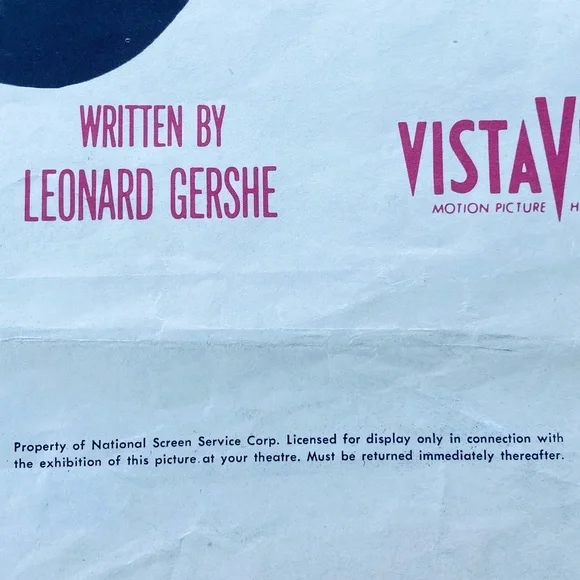 WRITTEN BY
LEONARD GERSHE
VISTAV
MOTION PICTURE H
Property of National Screen Service Corp. Licensed for display only in connection with
the exhibition of this picture at your theatre. Must be returned immediately thereafter.